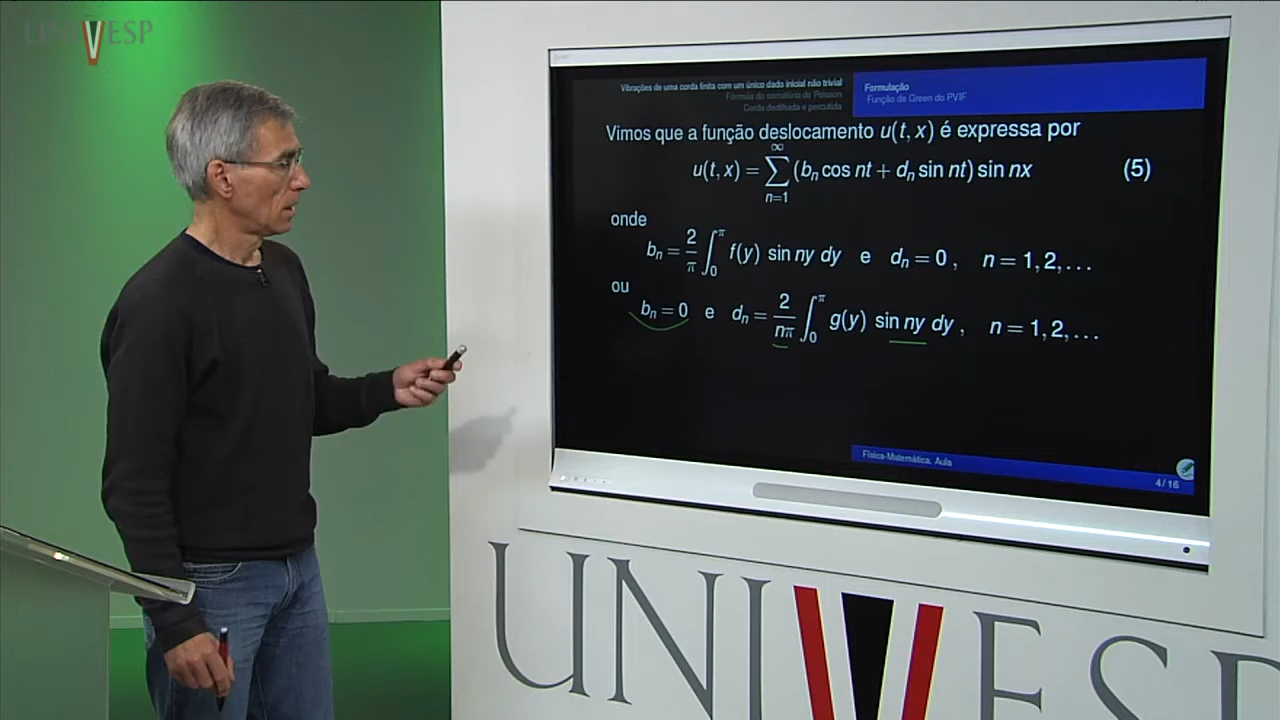 UNIVESP
Vibrações de uma corda finita com um único dado inicial não trivial
Fórmula do somatório de Poisson
Corda dedilhada e percutida
Formulação
Função de Green do PVIF
Vimos que a função deslocamento u(t, x) é expressa por
u(t, x) = ∑_{n=1}^{∞} (b_n cos nt + d_n sin nt) sin nx (5)
onde
b_n = 2/π ∫_0^π f(y) sin ny dy e d_n = 0 , n = 1, 2, . . .
ou
b_n = 0 e d_n = 2/nπ ∫_0^π g(y) sin ny dy , n = 1, 2, . . .
Física-Matemática, Aula
4 / 16
UNIVESP